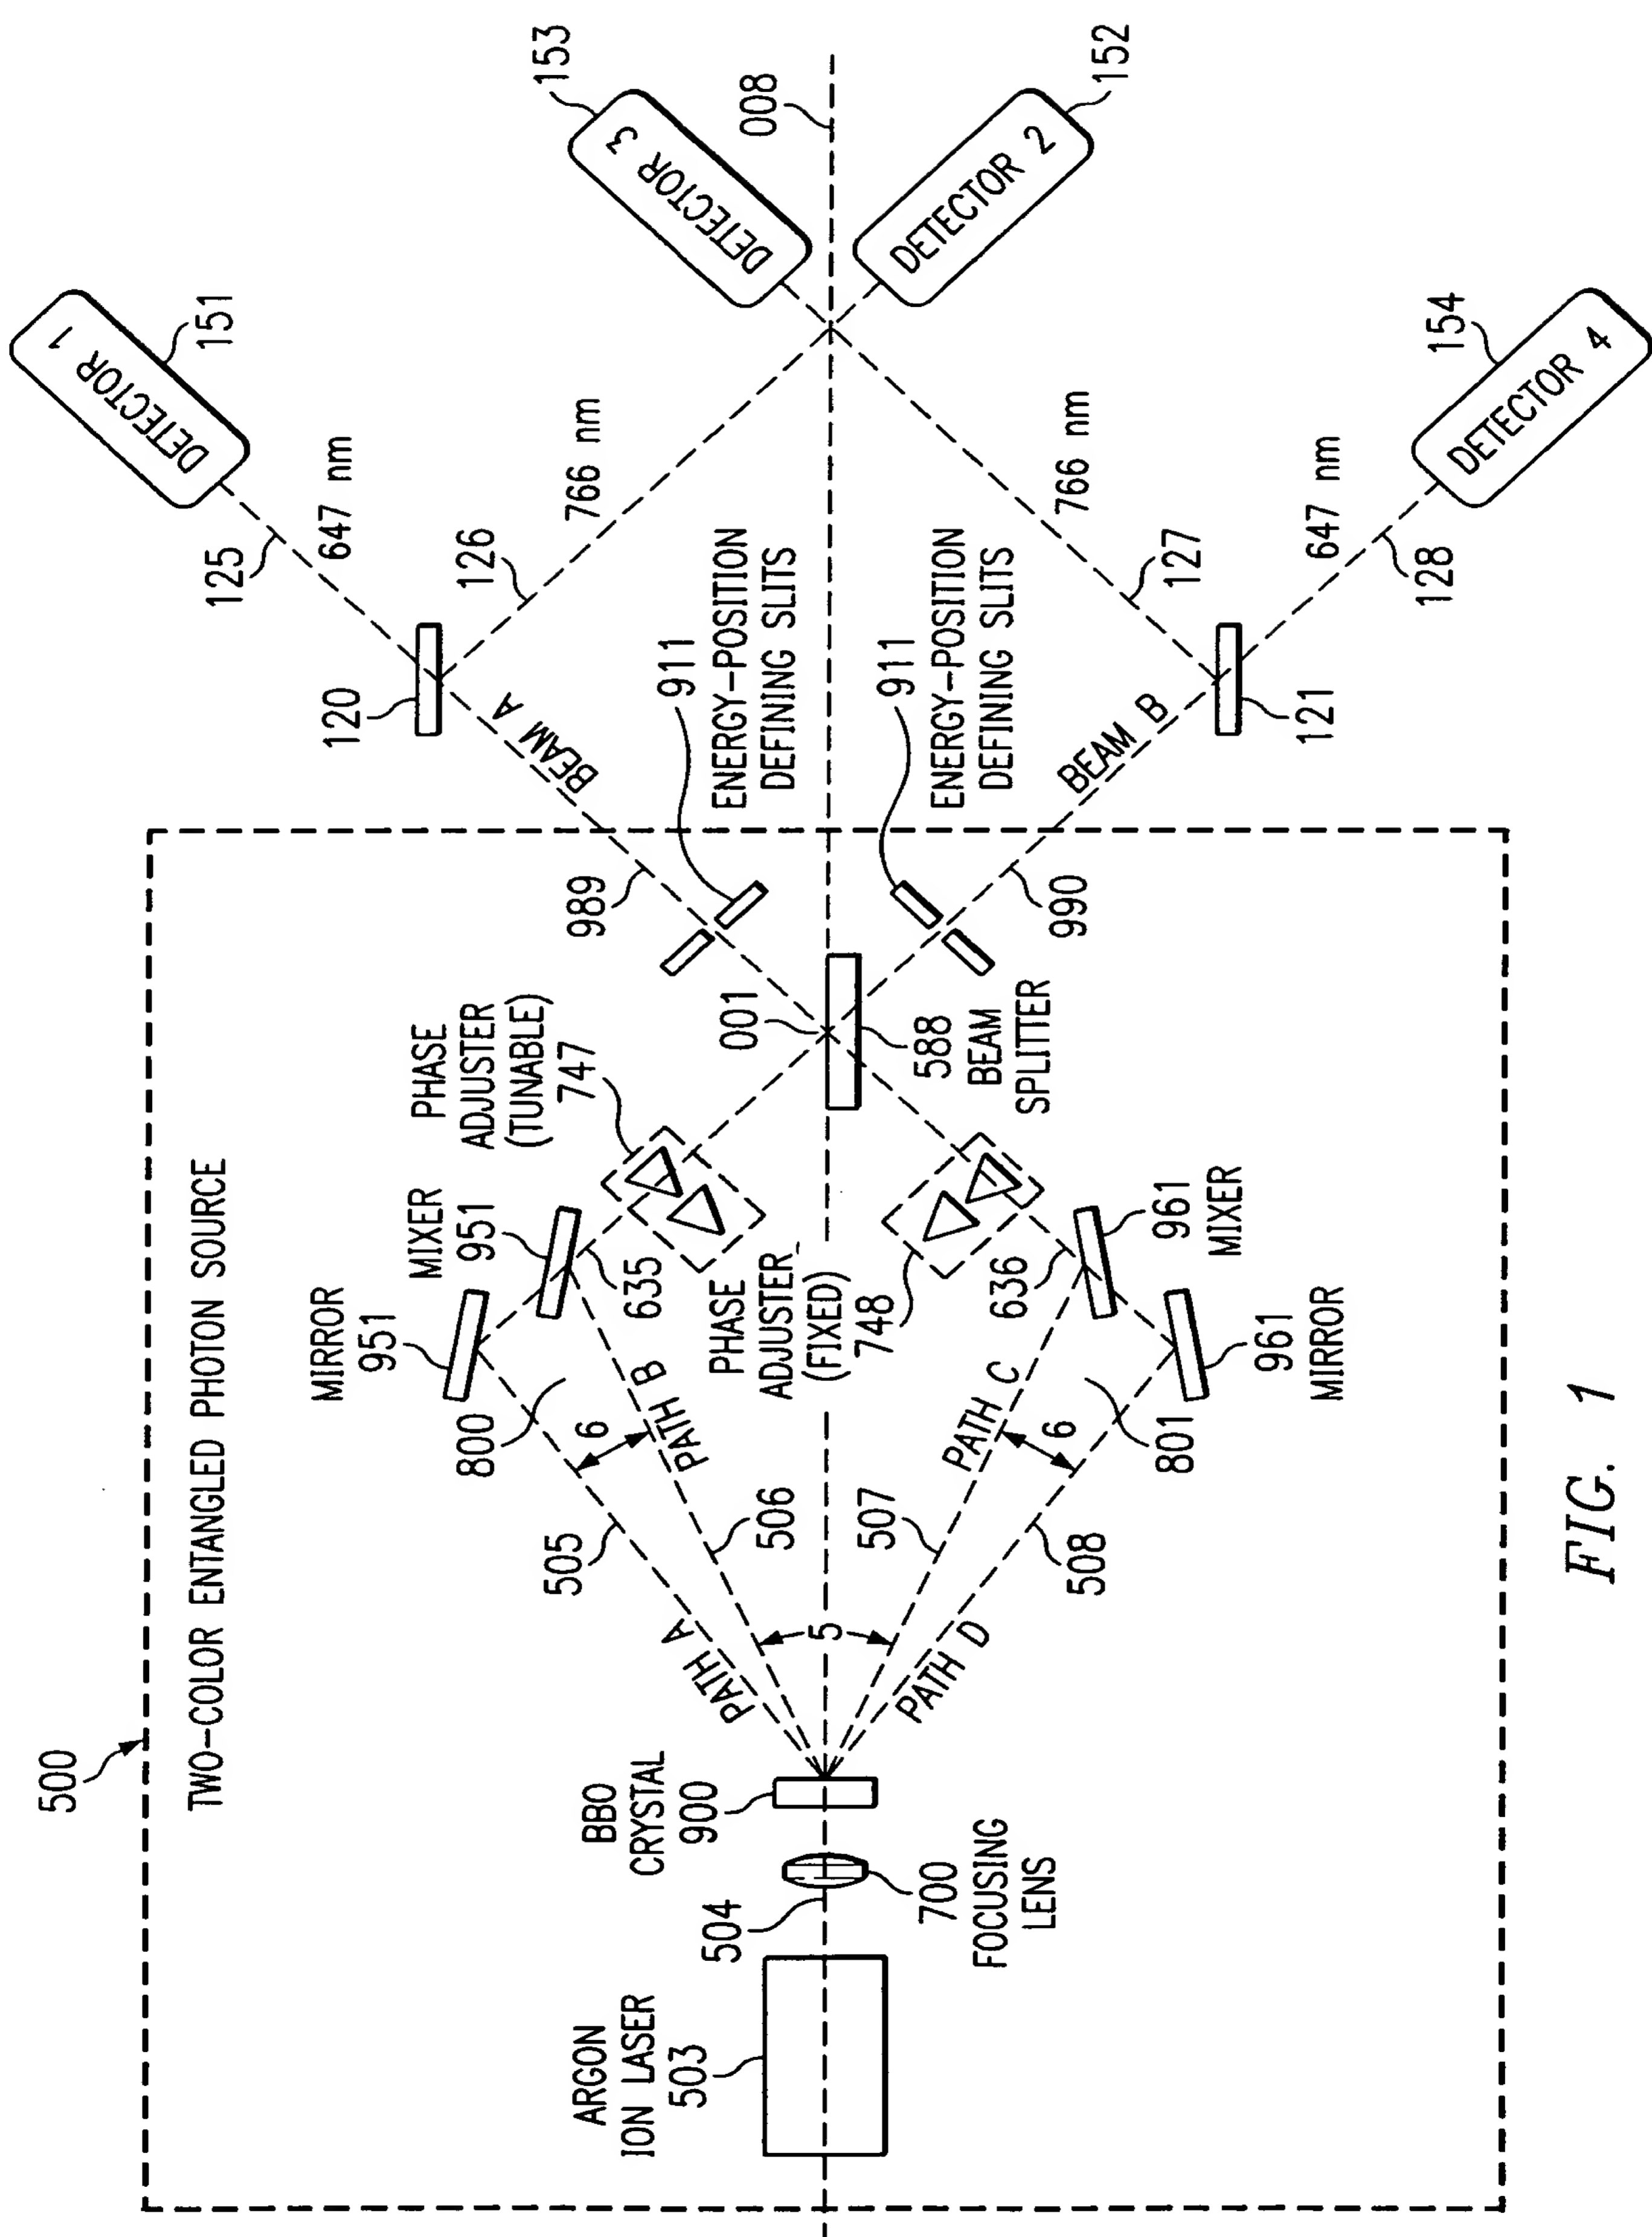 500
TWO-COLOR ENTANGLED PHOTON SOURCE
ARGON
ION LASER
503
504
700
FOCUSING
LENS
BBO
CRYSTAL
900
PATH A
505
506
PATH B
5
PATH C
507
508
PATH D
6
6
800
801
MIRROR
951
MIXER
951
635
961
MIRROR
961
MIXER
636
PHASE
ADJUSTER
(TUNABLE)
747
PHASE
ADJUSTER
(FIXED)
748
001
588
BEAM
SPLITTER
989
990
911
ENERGY-POSITION
DEFINING SLITS
911
ENERGY-POSITION
DEFINING SLITS
BEAM A
BEAM B
120
121
125
647 nm
126
766 nm
127
766 nm
128
647 nm
DETECTOR 1
151
DETECTOR 3
153
008
DETECTOR 2
152
DETECTOR 4
154
FIG. 1